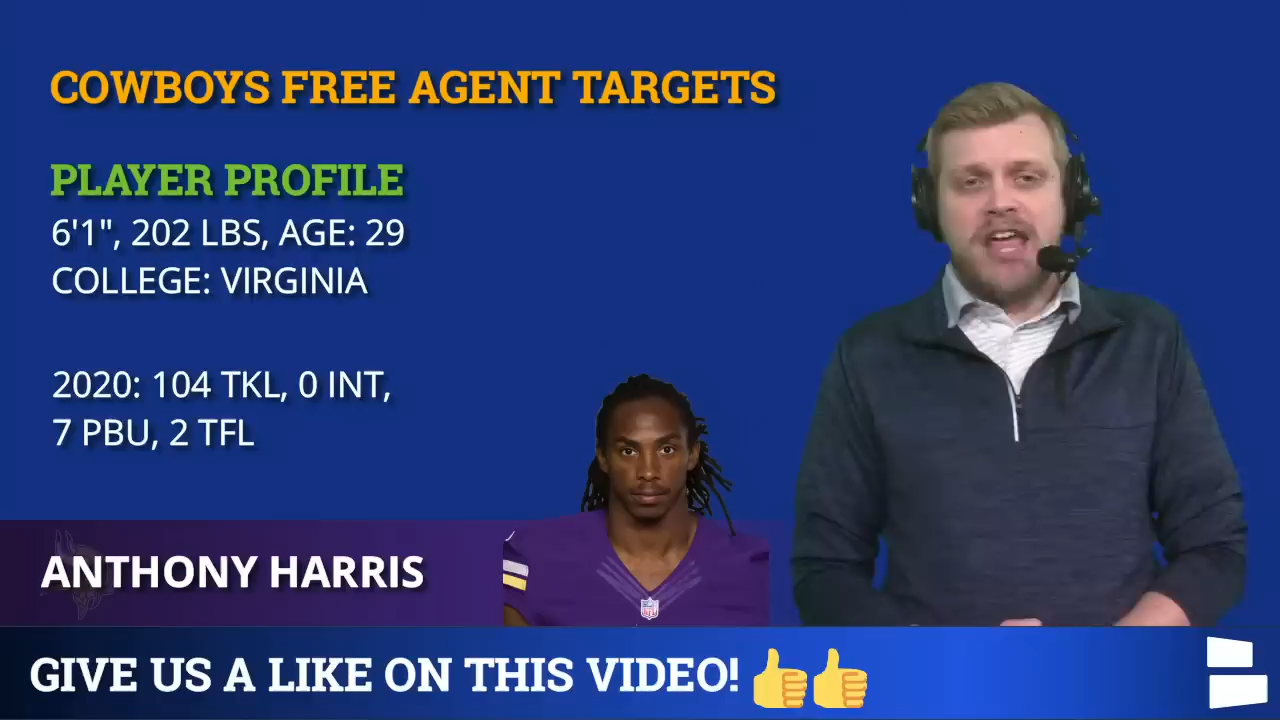 COWBOYS FREE AGENT TARGETS
PLAYER PROFILE
6'1", 202 LBS, AGE: 29
COLLEGE: VIRGINIA
2020: 104 TKL, 0 INT,
7 PBU, 2 TFL
ANTHONY HARRIS
GIVE US A LIKE ON THIS VIDEO!